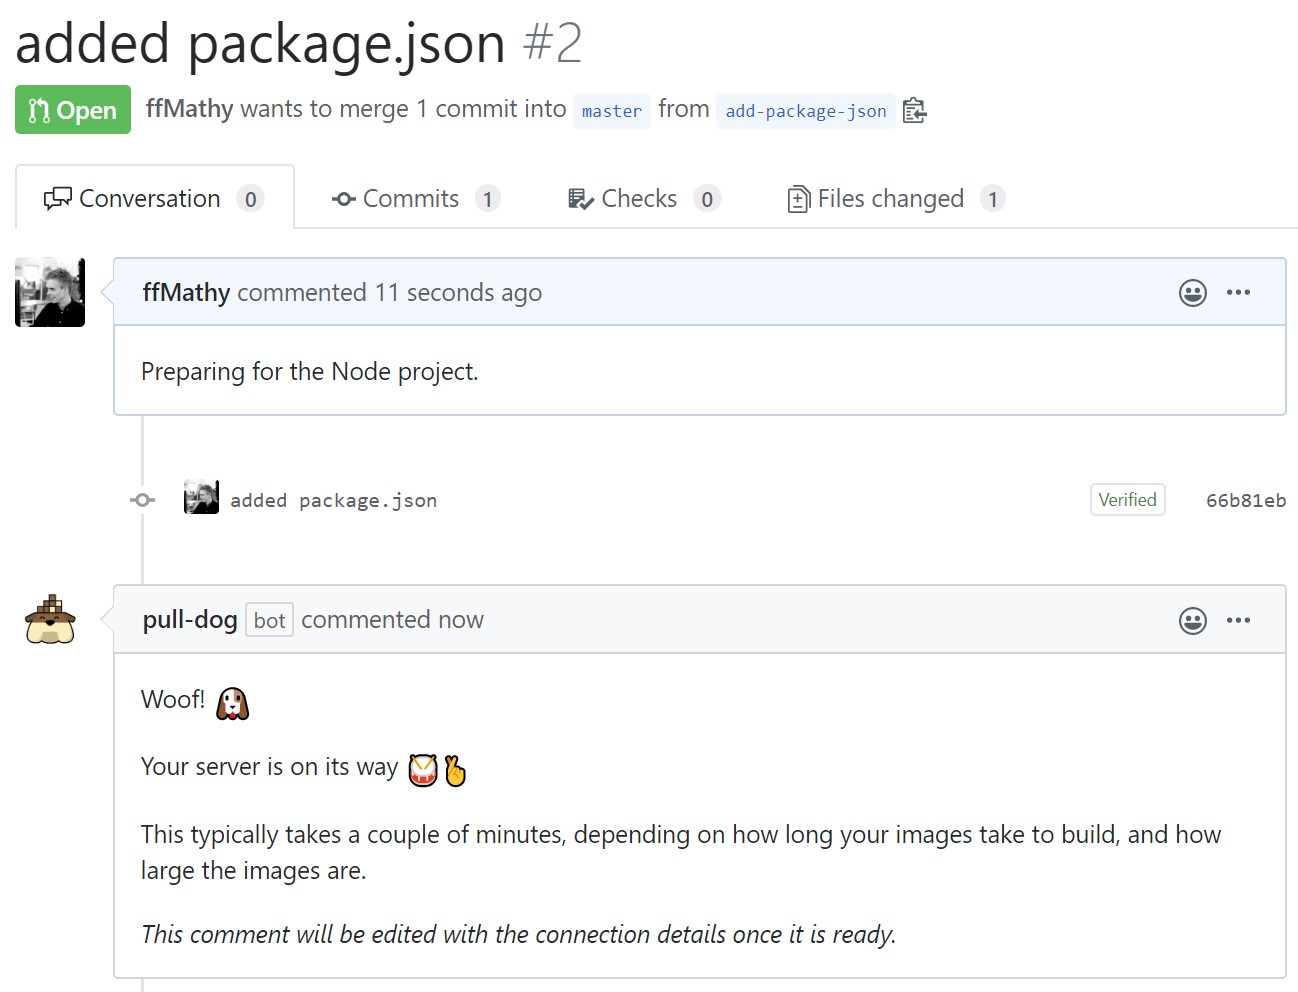 added package.json #2
Open ffMathy wants to merge 1 commit into master from add-package-json
Conversation 0 Commits 1 Checks 0 Files changed 1
ffMathy commented 11 seconds ago
Preparing for the Node project.
added package.json Verified 66b81eb
pull-dog bot commented now
Woof! 🐶
Your server is on its way 🥁🤞
This typically takes a couple of minutes, depending on how long your images take to build, and how
large the images are.
This comment will be edited with the connection details once it is ready.